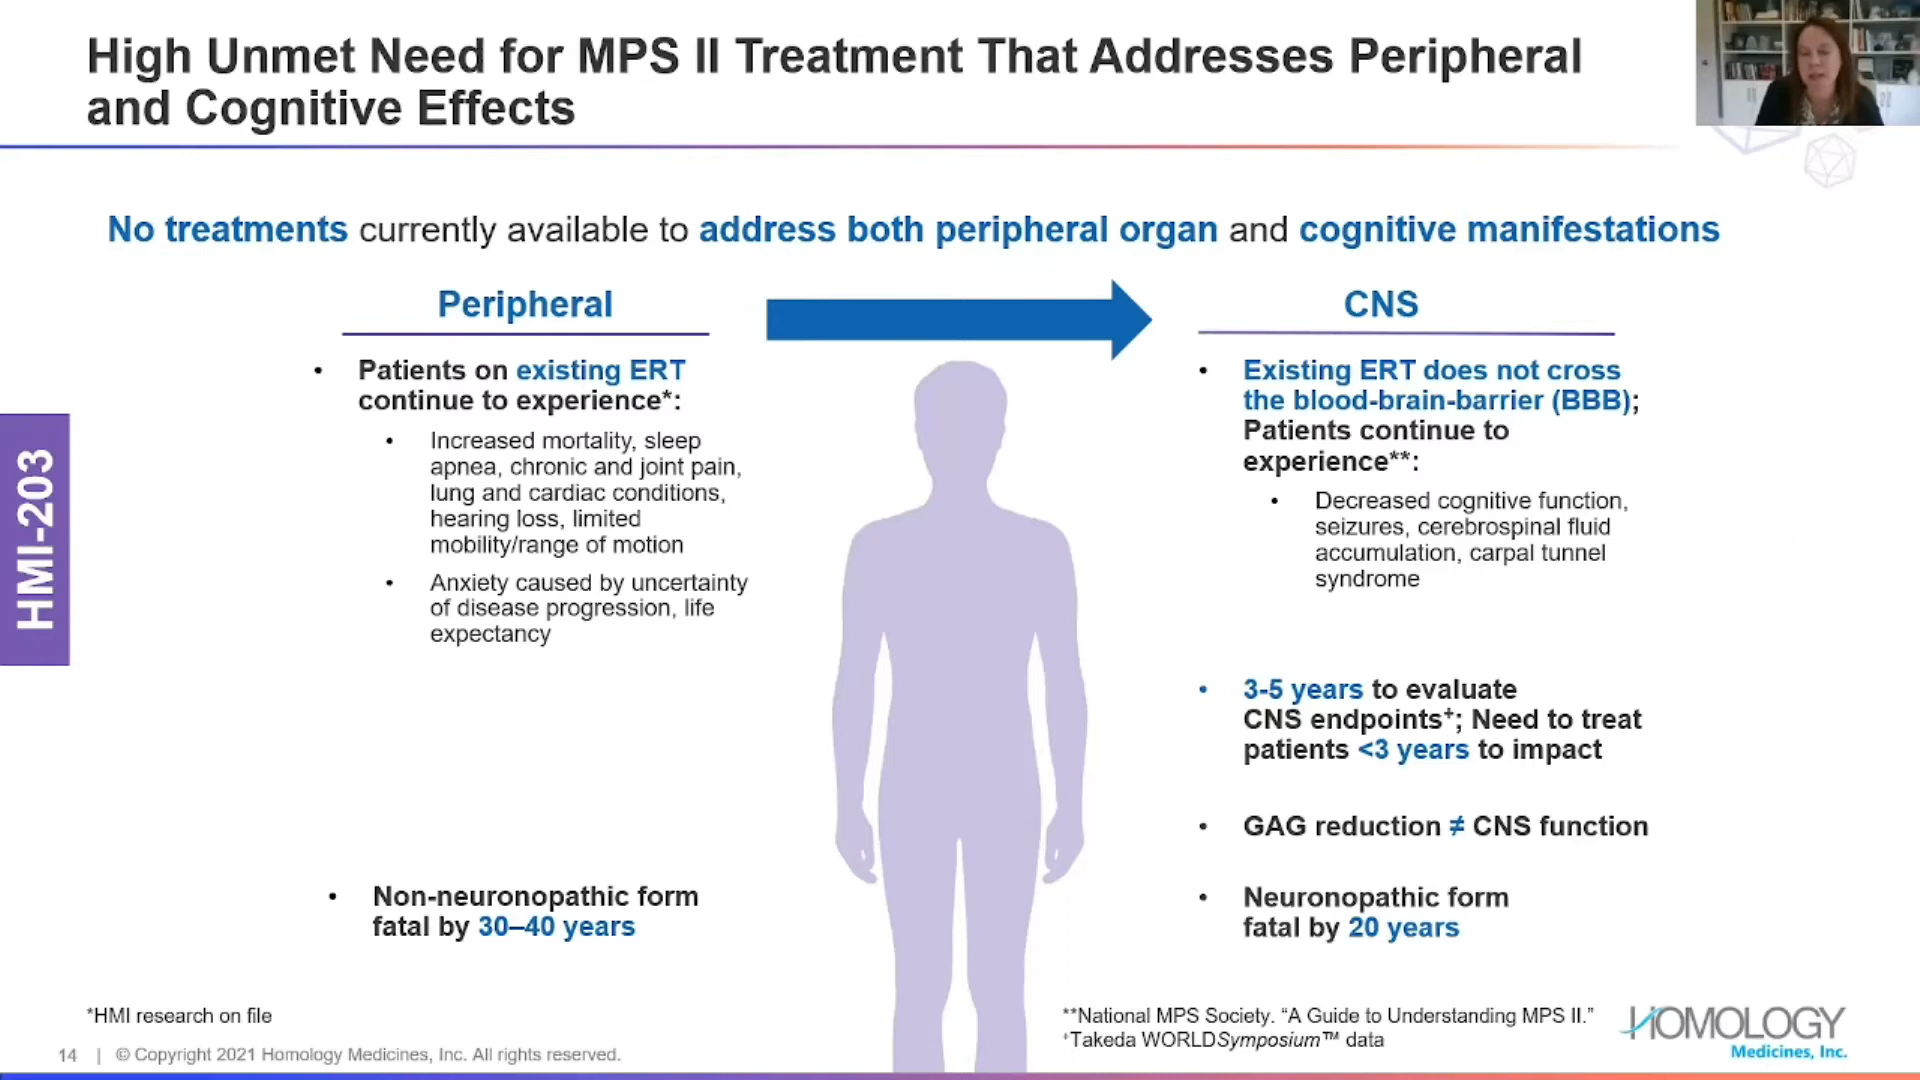 High Unmet Need for MPS II Treatment That Addresses Peripheral
and Cognitive Effects
No treatments currently available to address both peripheral organ and cognitive manifestations
Peripheral
• Patients on existing ERT
continue to experience*:
• Increased mortality, sleep
apnea, chronic and joint pain,
lung and cardiac conditions,
hearing loss, limited
mobility/range of motion
• Anxiety caused by uncertainty
of disease progression, life
expectancy
• Non-neuronopathic form
fatal by 30–40 years
CNS
• Existing ERT does not cross
the blood-brain-barrier (BBB);
Patients continue to
experience**:
• Decreased cognitive function,
seizures, cerebrospinal fluid
accumulation, carpal tunnel
syndrome
• 3-5 years to evaluate
CNS endpoints⁺; Need to treat
patients <3 years to impact
• GAG reduction ≠ CNS function
• Neuronopathic form
fatal by 20 years
HMI-203
*HMI research on file
**National MPS Society. “A Guide to Understanding MPS II.”
⁺Takeda WORLDSymposium™ data
14 | © Copyright 2021 Homology Medicines, Inc. All rights reserved.
HOMOLOGY
Medicines, Inc.